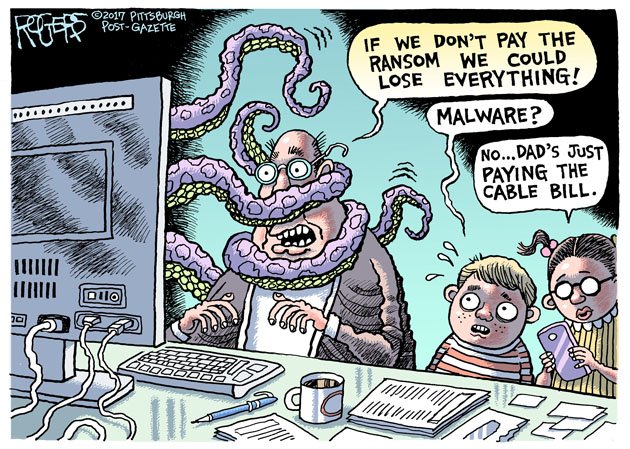 ROGERS
©2017 PITTSBURGH
POST-GAZETTE
IF WE DON'T PAY THE
RANSOM WE COULD
LOSE EVERYTHING!
MALWARE?
NO...DAD'S JUST
PAYING THE
CABLE BILL.